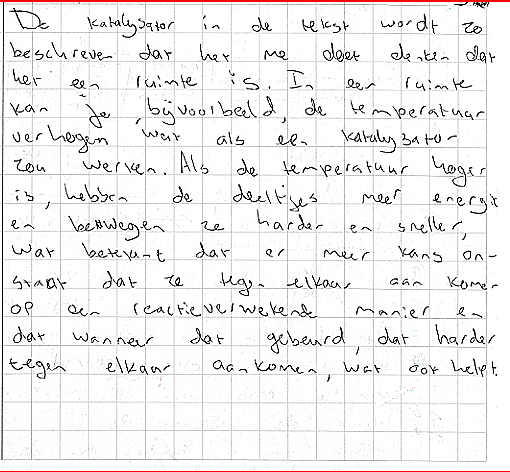 De katalysator in de tekst wordt zo
beschreven dat het me doet denken dat
het een ruimte is. In een ruimte
kan je, bijvoorbeeld, de temperatuur
verhogen wat als een katalysator
zou werken. Als de temperatuur hoger
is, hebben de deeltjes meer energie
en bewegen ze harder en sneller,
wat betekent dat er meer kans on-
staat dat ze tegen elkaar aan komen
op een reactieverwekende manier en
dat wanneer dat gebeurd, dat harder
tegen elkaar aankomen, wat ook helpt.